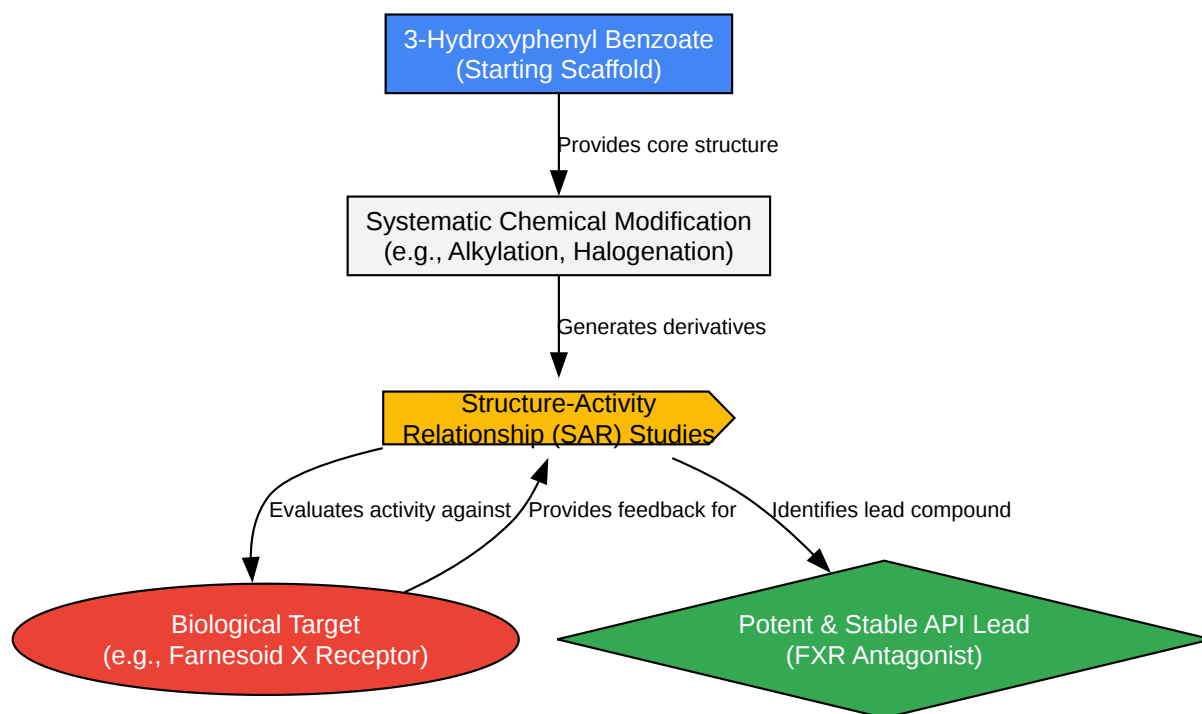 3-Hydroxyphenyl Benzoate
(Starting Scaffold)
Provides core structure
Systematic Chemical Modification
(e.g., Alkylation, Halogenation)
Generates derivatives
Structure-Activity
Relationship (SAR) Studies
Evaluates activity against
Provides feedback for
Identifies lead compound
Biological Target
(e.g., Farnesoid X Receptor)
Potent & Stable API Lead
(FXR Antagonist)